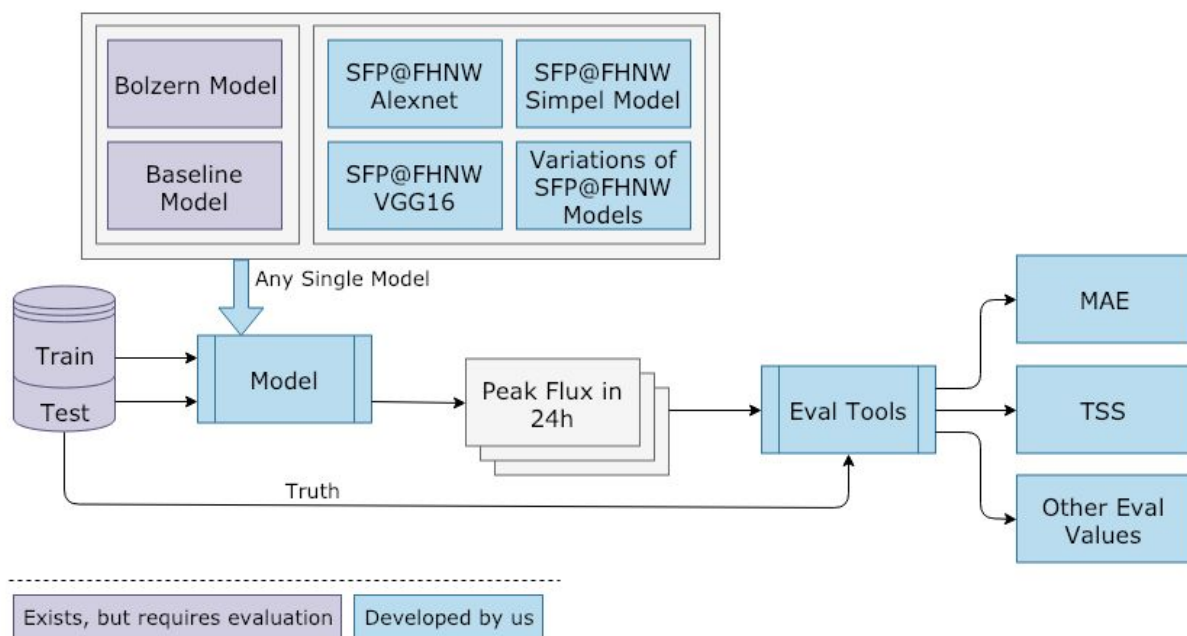 Bolzern Model
SFP@FHNW
Alexnet
SFP@FHNW
Simpel Model
Baseline
Model
SFP@FHNW
VGG16
Variations of
SFP@FHNW
Models
Any Single Model
Train
Test
Model
Peak Flux in
24h
Eval Tools
MAE
TSS
Other Eval
Values
Truth
Exists, but requires evaluation
Developed by us